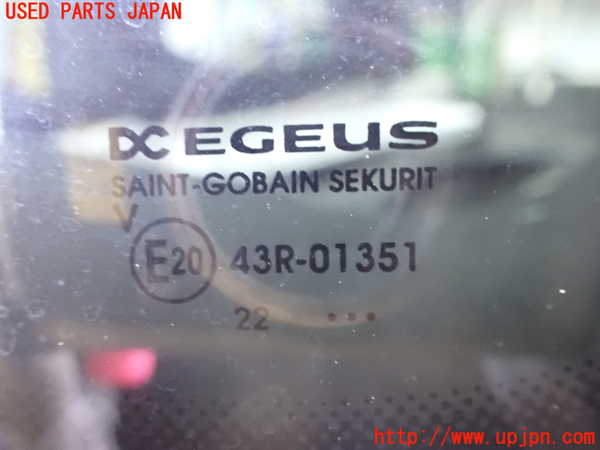 USED PARTS JAPAN
EGEUS
SAINT-GOBAIN SEKURIT
V
E20 43R-01351
22 •••
http://www.upjpn.com